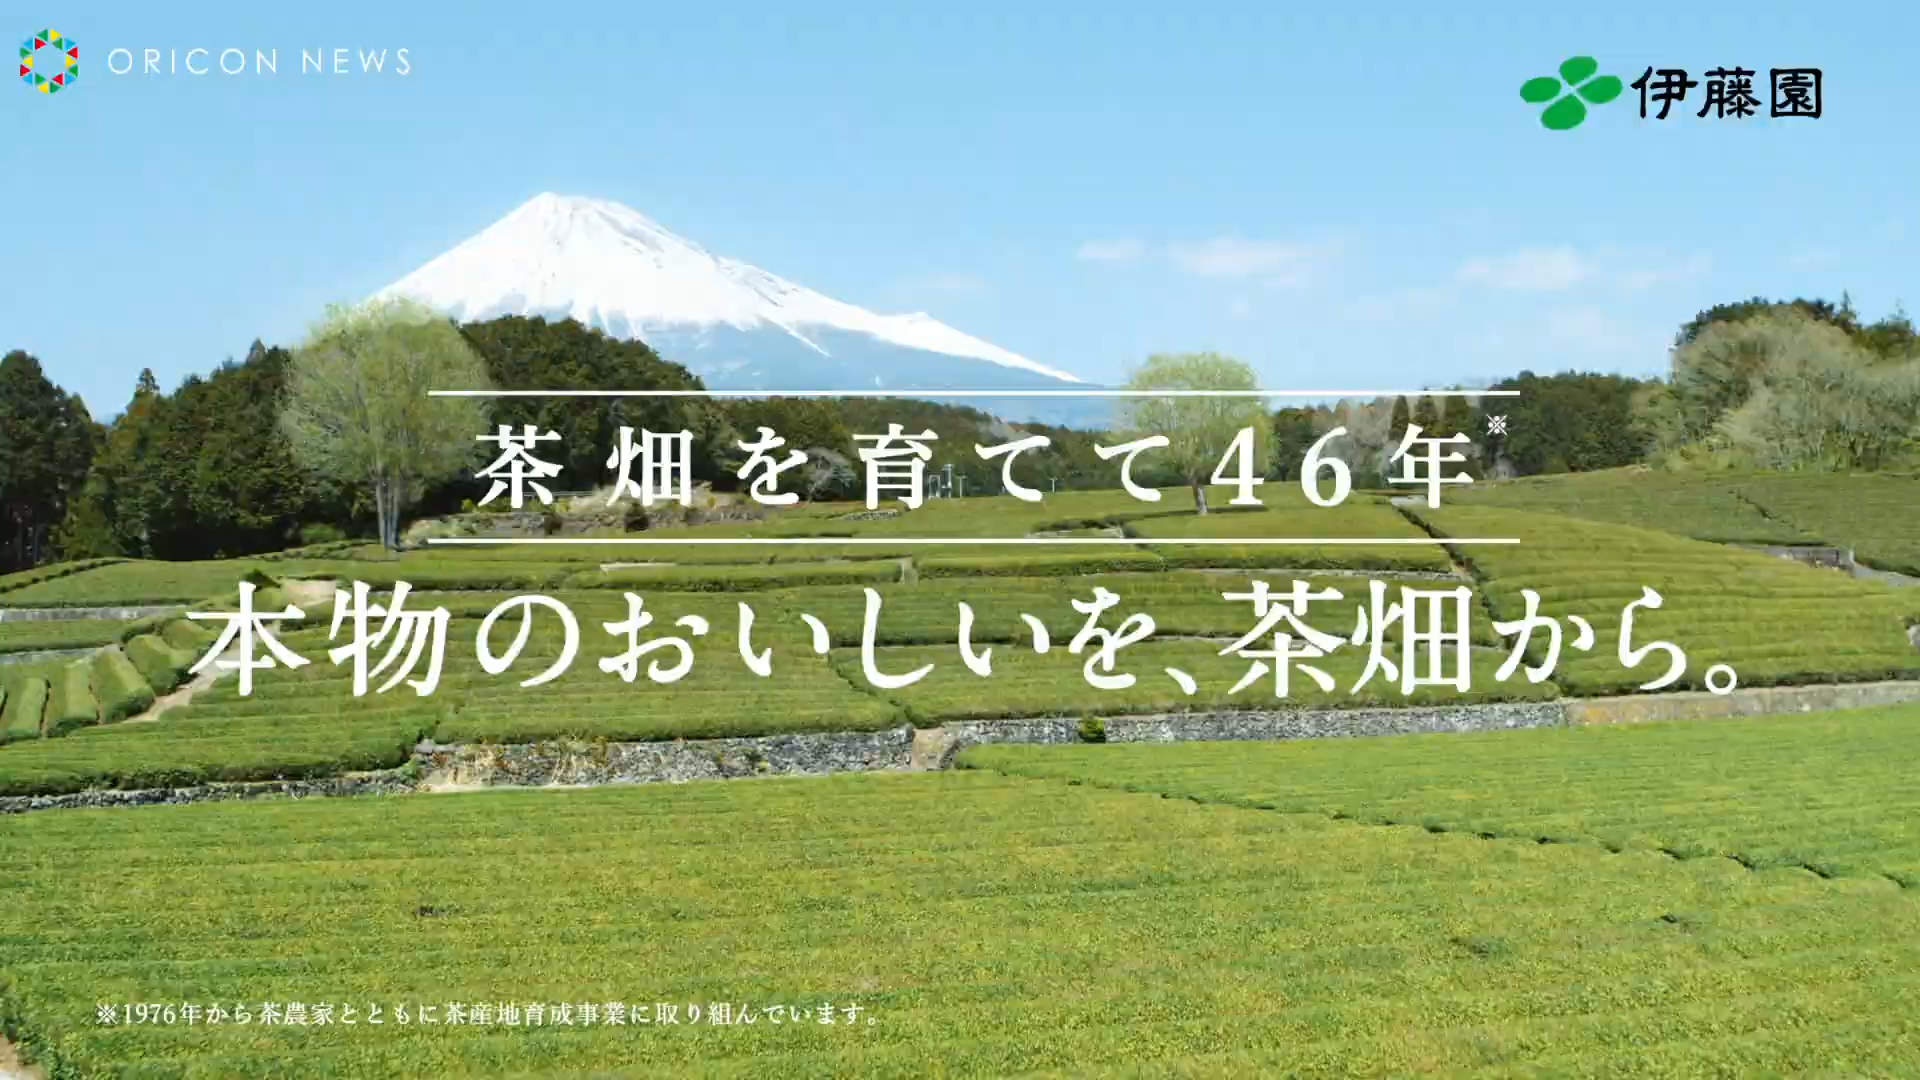 ORICON NEWS
伊藤園
茶畑を育てて46年※
本物のおいしいを、茶畑から。
※1976年から茶農家とともに茶産地育成事業に取り組んでいます。